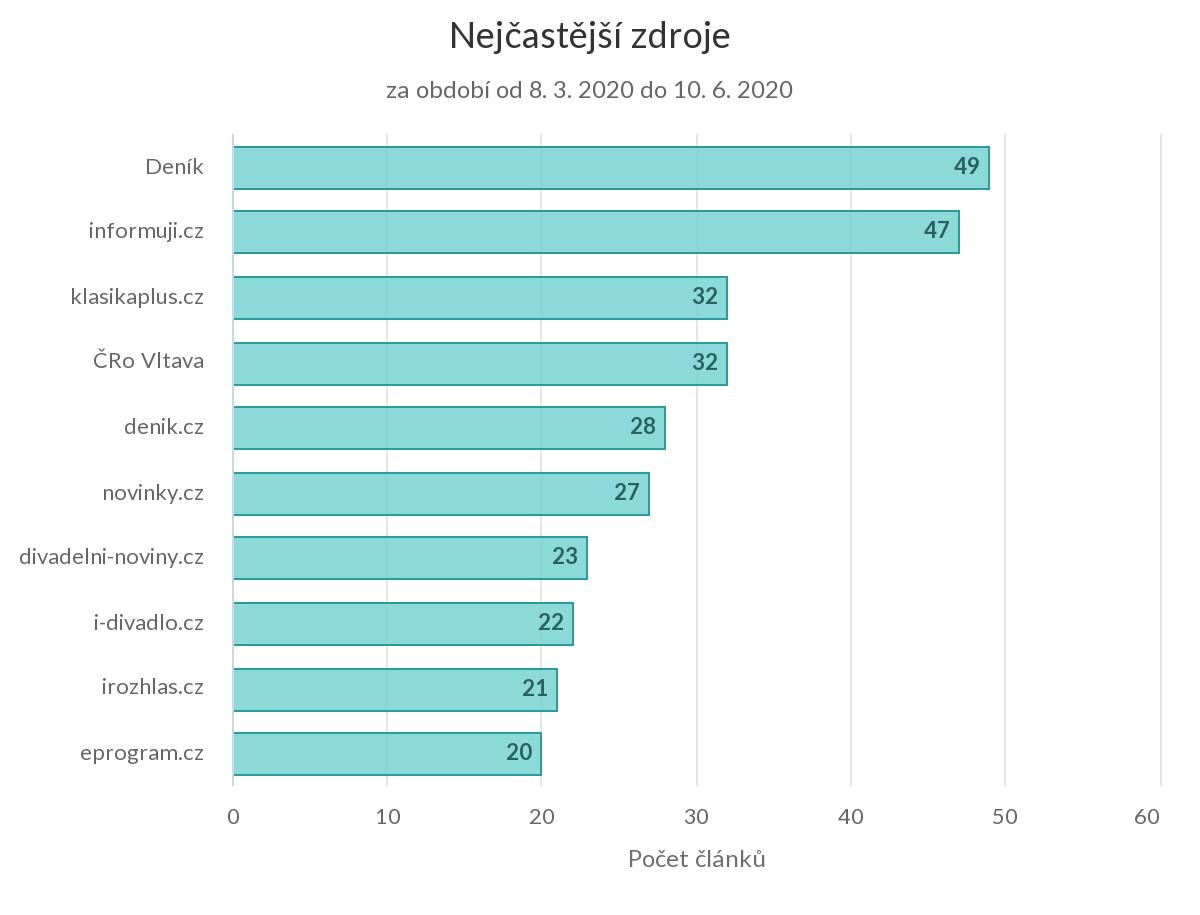 Nejčastější zdroje
za období od 8. 3. 2020 do 10. 6. 2020
Deník 49
informuji.cz 47
klasikaplus.cz 32
ČRo Vltava 32
denik.cz 28
novinky.cz 27
divadelni-noviny.cz 23
i-divadlo.cz 22
irozhlas.cz 21
eprogram.cz 20
0 10 20 30 40 50 60
Počet článků